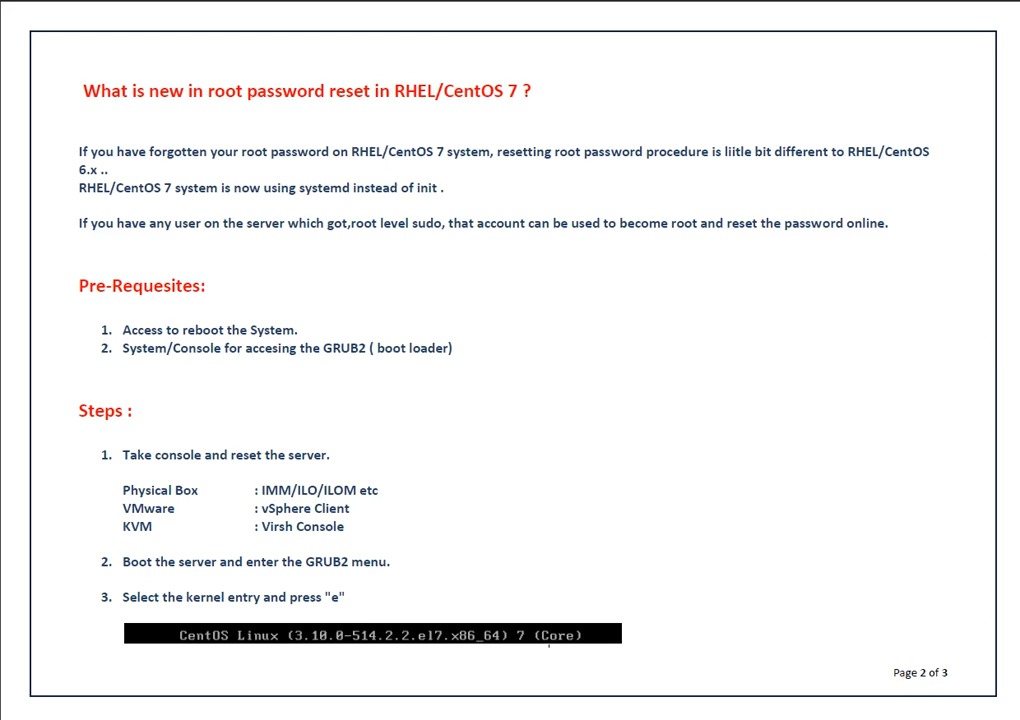 What is new in root password reset in RHEL/CentOS 7 ?
If you have forgotten your root password on RHEL/CentOS 7 system, resetting root password procedure is liitle bit different to RHEL/CentOS
6.x ..
RHEL/CentOS 7 system is now using systemd instead of init .
If you have any user on the server which got,root level sudo, that account can be used to become root and reset the password online.
Pre-Requesites:
1. Access to reboot the System.
2. System/Console for accesing the GRUB2 ( boot loader)
Steps :
1. Take console and reset the server.
Physical Box : IMM/ILO/ILOM etc
VMware : vSphere Client
KVM : Virsh Console
2. Boot the server and enter the GRUB2 menu.
3. Select the kernel entry and press "e"
CentOS Linux (3.10.0-514.2.2.el7.x86_64) 7 (Core)
Page 2 of 3